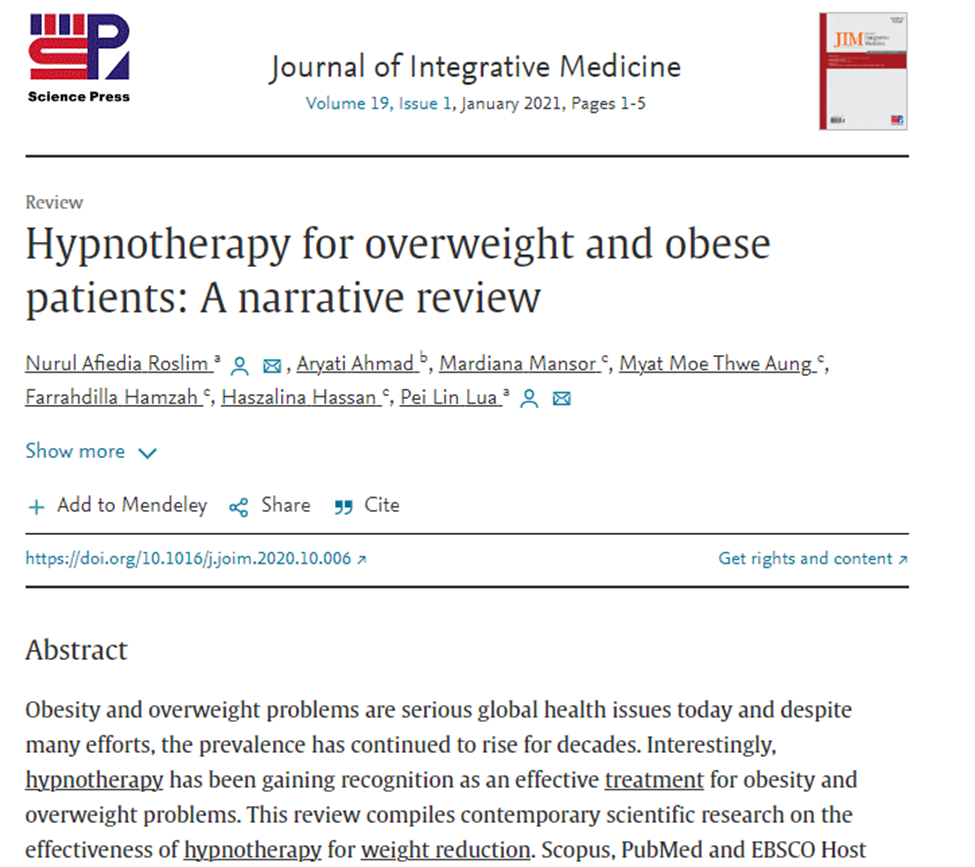 Science Press
Journal of Integrative Medicine
Volume 19, Issue 1, January 2021, Pages 1-5
JIM
Review
Hypnotherapy for overweight and obese
patients: A narrative review
Nurul Afiedia Roslim a, Aryati Ahmad b, Mardiana Mansor c, Myat Moe Thwe Aung c,
Farrahdilla Hamzah c, Haszalina Hassan c, Pei Lin Lua a
Show more
Add to Mendeley Share Cite
https://doi.org/10.1016/j.joim.2020.10.006 Get rights and content
Abstract
Obesity and overweight problems are serious global health issues today and despite
many efforts, the prevalence has continued to rise for decades. Interestingly,
hypnotherapy has been gaining recognition as an effective treatment for obesity and
overweight problems. This review compiles contemporary scientific research on the
effectiveness of hypnotherapy for weight reduction. Scopus, PubMed and EBSCO Host